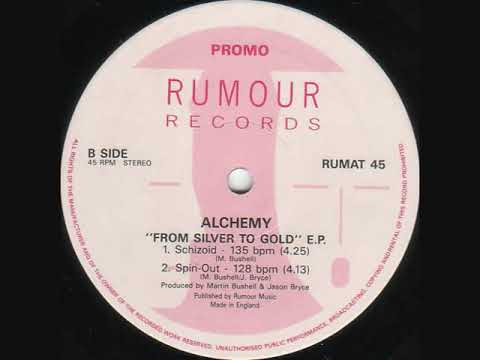 PROMO
RUMOUR
RECORDS
B SIDE
45 RPM STEREO
RUMAT 45
ALCHEMY
"FROM SILVER TO GOLD" E.P.
1. Schizoid - 135 bpm (4.25)
(M. Bushell)
2. Spin-Out - 128 bpm (4.13)
(M. Bushell/J. Bryce)
Produced by Martin Bushell & Jason Bryce
Published by Rumour Music
Made in England
ALL RIGHTS OF THE MANUFACTURER AND OF THE OWNER OF THE RECORDED WORK RESERVED. UNAUTHORISED PUBLIC PERFORMANCE, BROADCASTING, COPYING AND RENTAL OF THIS RECORD PROHIBITED.